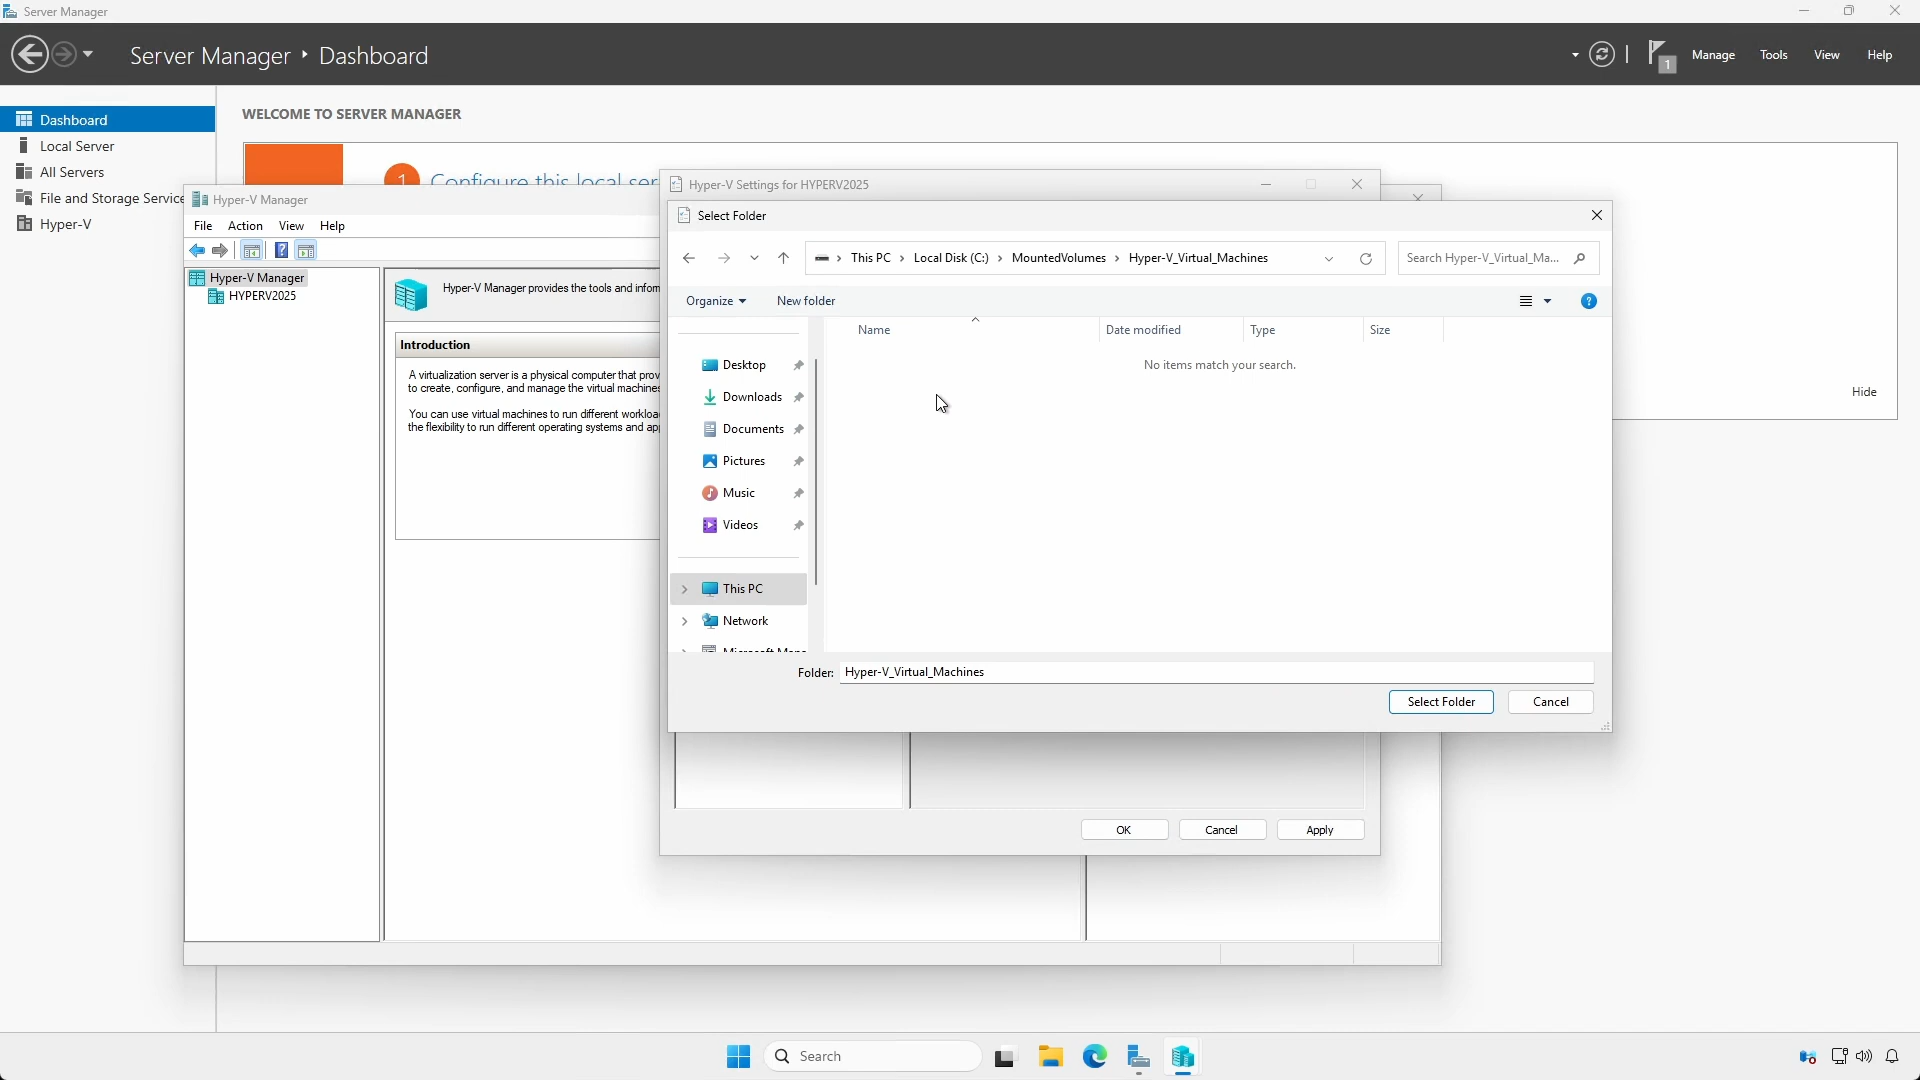 Server Manager
Server Manager ‣ Dashboard
1
Manage
Tools
View
Help
Dashboard
Local Server
All Servers
File and Storage Service
Hyper-V
WELCOME TO SERVER MANAGER
1
Configure this local ser
Hide
Hyper-V Manager
File
Action
View
Help
Hyper-V Manager
HYPERV2025
Hyper-V Manager provides the tools and inform
Introduction
A virtualization server is a physical computer that prov
to create, configure, and manage the virtual machines
You can use virtual machines to run different workloa
the flexibility to run different operating systems and ap
Hyper-V Settings for HYPERV2025
Select Folder
This PC › Local Disk (C:) › MountedVolumes › Hyper-V_Virtual_Machines
Search Hyper-V_Virtual_Ma...
Organize
New folder
Name
Date modified
Type
Size
No items match your search.
Desktop
Downloads
Documents
Pictures
Music
Videos
This PC
Network
Folder: Hyper-V_Virtual_Machines
Select Folder
Cancel
OK
Cancel
Apply
Search